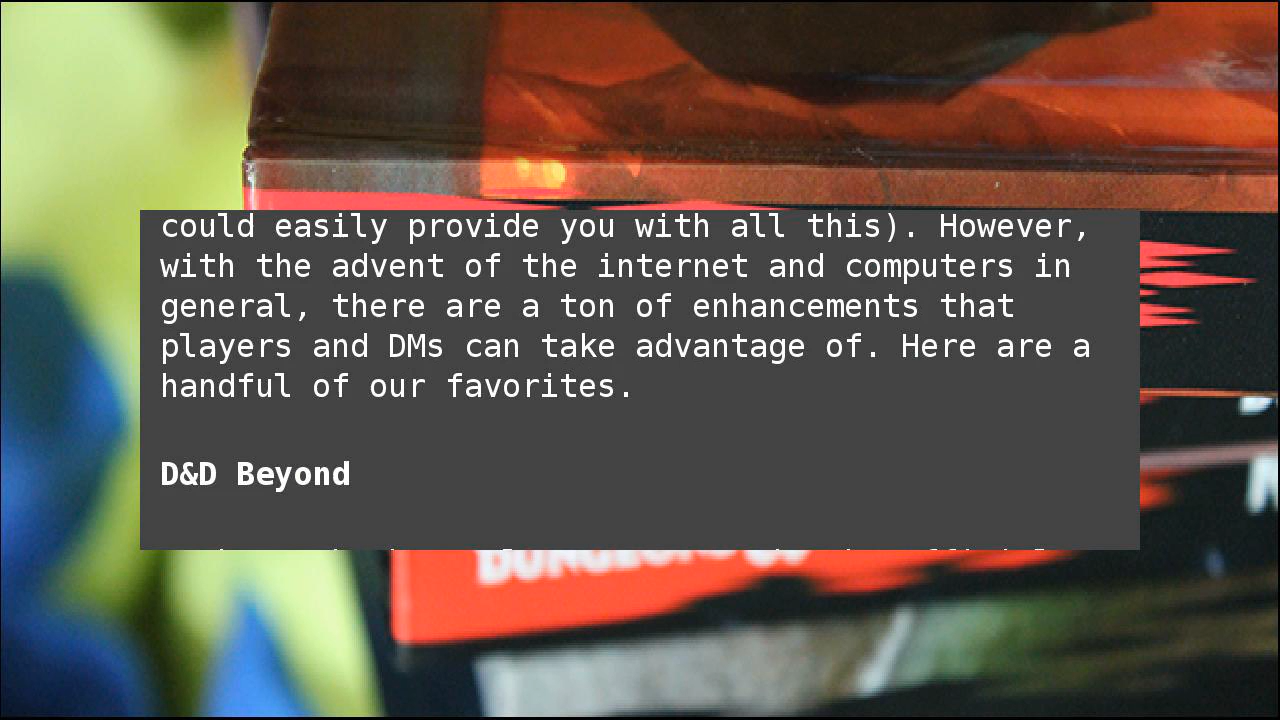 could easily provide you with all this). However,
with the advent of the internet and computers in
general, there are a ton of enhancements that
players and DMs can take advantage of. Here are a
handful of our favorites.
D&D Beyond